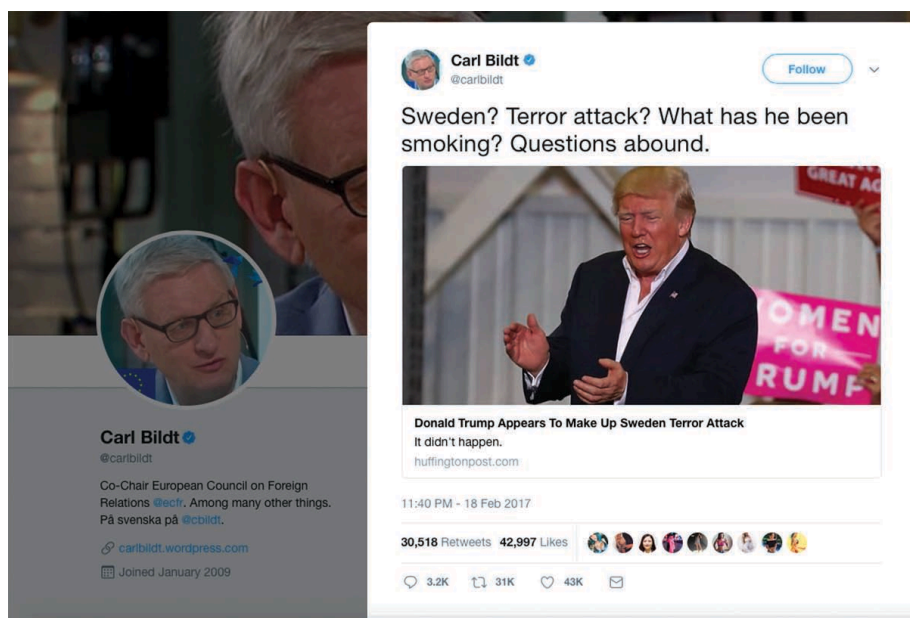 Carl Bildt
@carlbildt
Co-Chair European Council on Foreign
Relations @ecfr. Among many other things.
På svenska på @cbildt.
carlbildt.wordpress.com
Joined January 2009
Carl Bildt
@carlbildt
Follow
Sweden? Terror attack? What has he been
smoking? Questions abound.
GREAT AG
OMEN
FOR
RUMP
Donald Trump Appears To Make Up Sweden Terror Attack
It didn't happen.
huffingtonpost.com
11:40 PM - 18 Feb 2017
30,518 Retweets 42,997 Likes
3.2K 31K 43K